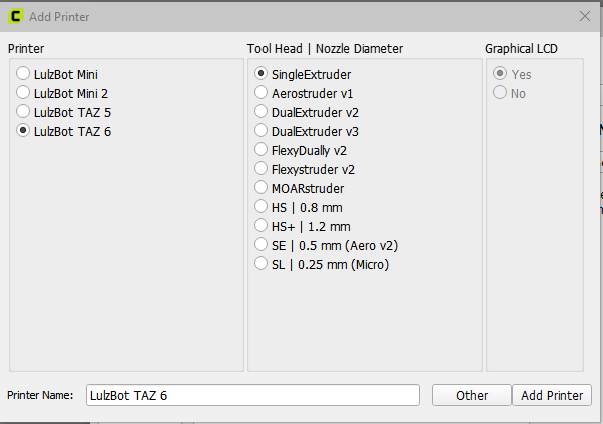 Add Printer
Printer
LulzBot Mini
LulzBot Mini 2
LulzBot TAZ 5
LulzBot TAZ 6
Tool Head | Nozzle Diameter
SingleExtruder
Aerostruder v1
DualExtruder v2
DualExtruder v3
FlexyDually v2
Flexystruder v2
MOARstruder
HS | 0.8 mm
HS+ | 1.2 mm
SE | 0.5 mm (Aero v2)
SL | 0.25 mm (Micro)
Graphical LCD
Yes
No
Printer Name: LulzBot TAZ 6 Other Add Printer